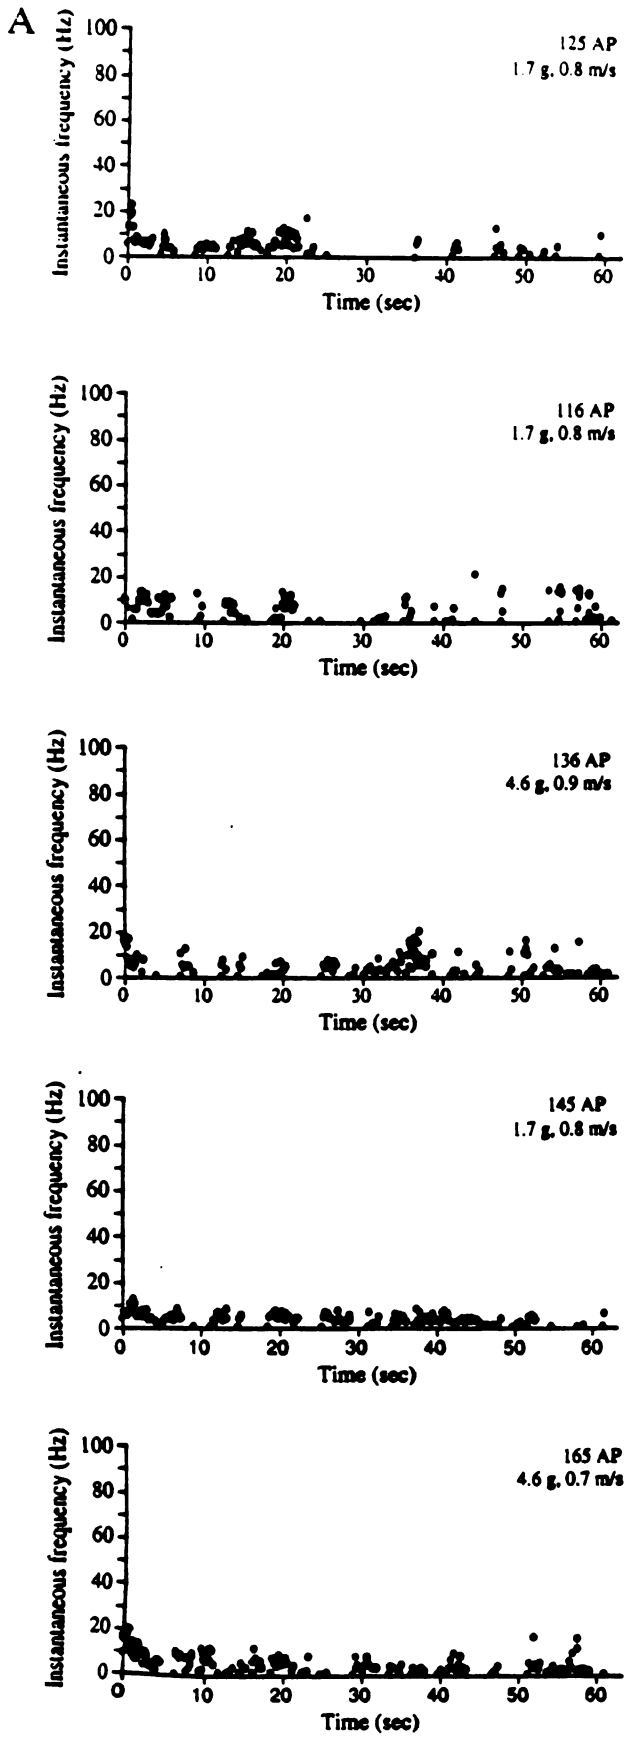 A
Instantaneous frequency (Hz)
100
80
60
40
20
0
125 AP
1.7 g, 0.8 m/s
0 10 20 30 40 50 60
Time (sec)
Instantaneous frequency (Hz)
100
80
60
40
20
0
116 AP
1.7 g, 0.8 m/s
0 10 20 30 40 50 60
Time (sec)
Instantaneous frequency (Hz)
100
80
60
40
20
0
136 AP
4.6 g, 0.9 m/s
0 10 20 30 40 50 60
Time (sec)
Instantaneous frequency (Hz)
100
80
60
40
20
0
145 AP
1.7 g, 0.8 m/s
0 10 20 30 40 50 60
Time (sec)
Instantaneous frequency (Hz)
100
80
60
40
20
0
165 AP
4.6 g, 0.7 m/s
0 10 20 30 40 50 60
Time (sec)